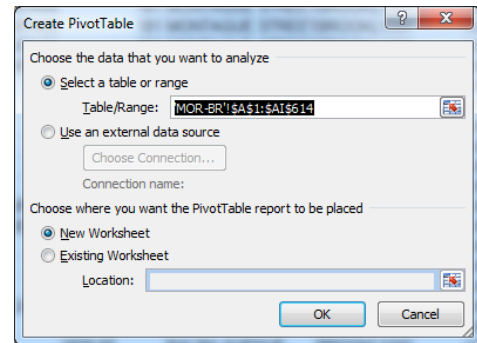 Create PivotTable
Choose the data that you want to analyze
Select a table or range
Table/Range: 'MOR-BR'!$A$1:$AI$614
Use an external data source
Choose Connection...
Connection name:
Choose where you want the PivotTable report to be placed
New Worksheet
Existing Worksheet
Location:
OK Cancel